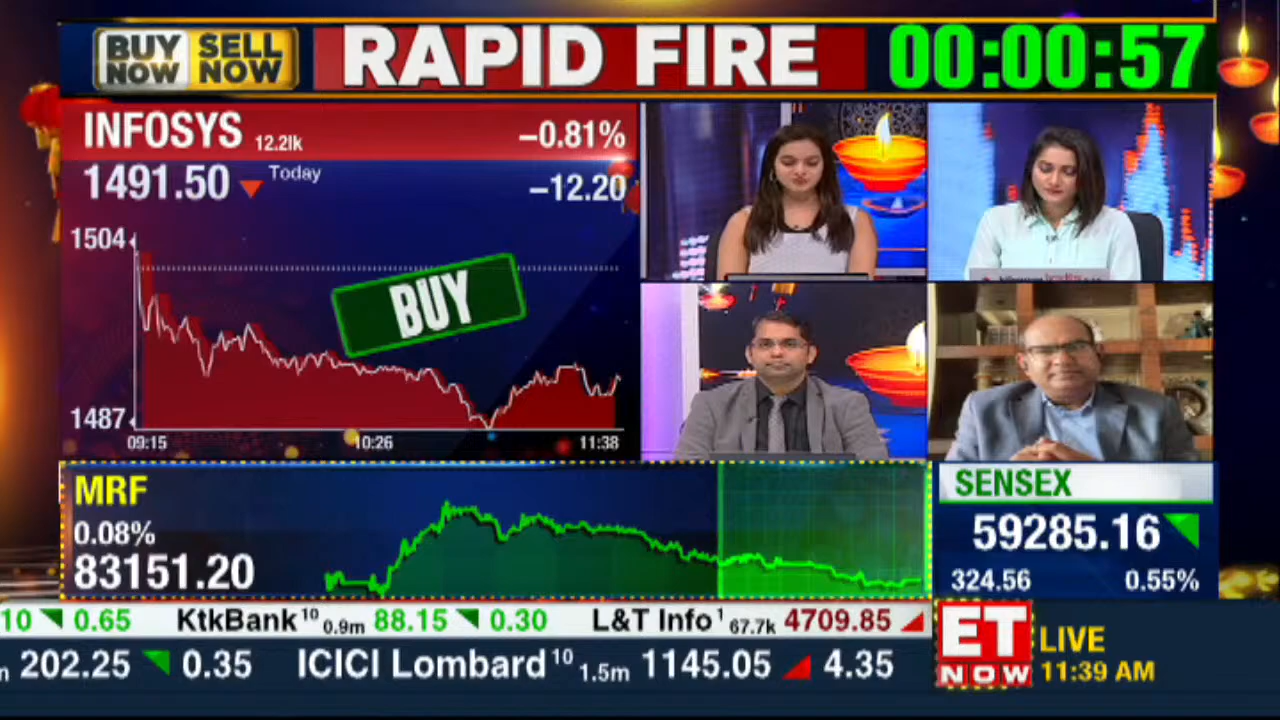 BUY NOW SELL NOW
RAPID FIRE
00:00:57
INFOSYS 12.2lk -0.81%
1491.50 Today -12.20
1504
BUY
1487
09:15 10:26 11:38
MRF
0.08%
83151.20
SENSEX
59285.16
324.56 0.55%
10 0.65 KtkBank 10 0.9m 88.15 0.30 L&T Info 1 67.7k 4709.85
202.25 0.35 ICICI Lombard 10 1.5m 1145.05 4.35
ET NOW
LIVE
11:39 AM